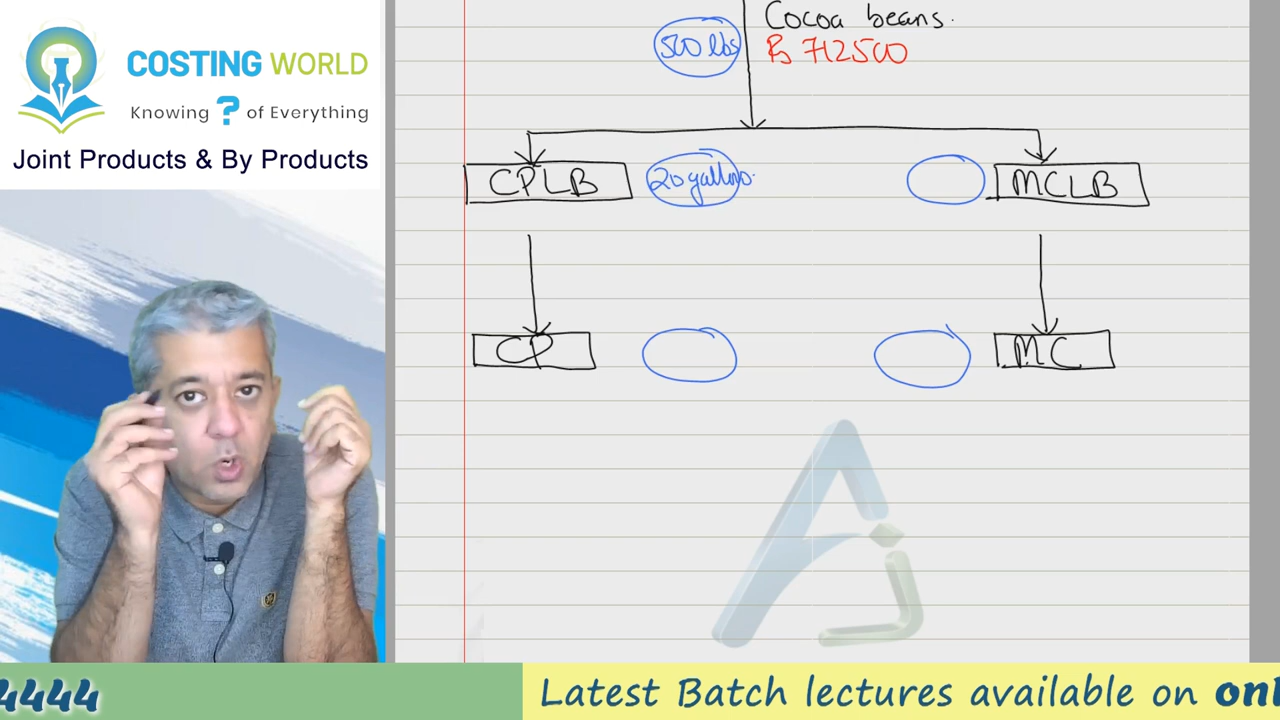 COSTING WORLD
Knowing ? of Everything
Joint Products & By Products
Cocoa beans.
500 lbs
₨ 712500
CPLB
20 gallons.
MCLB
CP
MC
4444
Latest Batch lectures available on onl